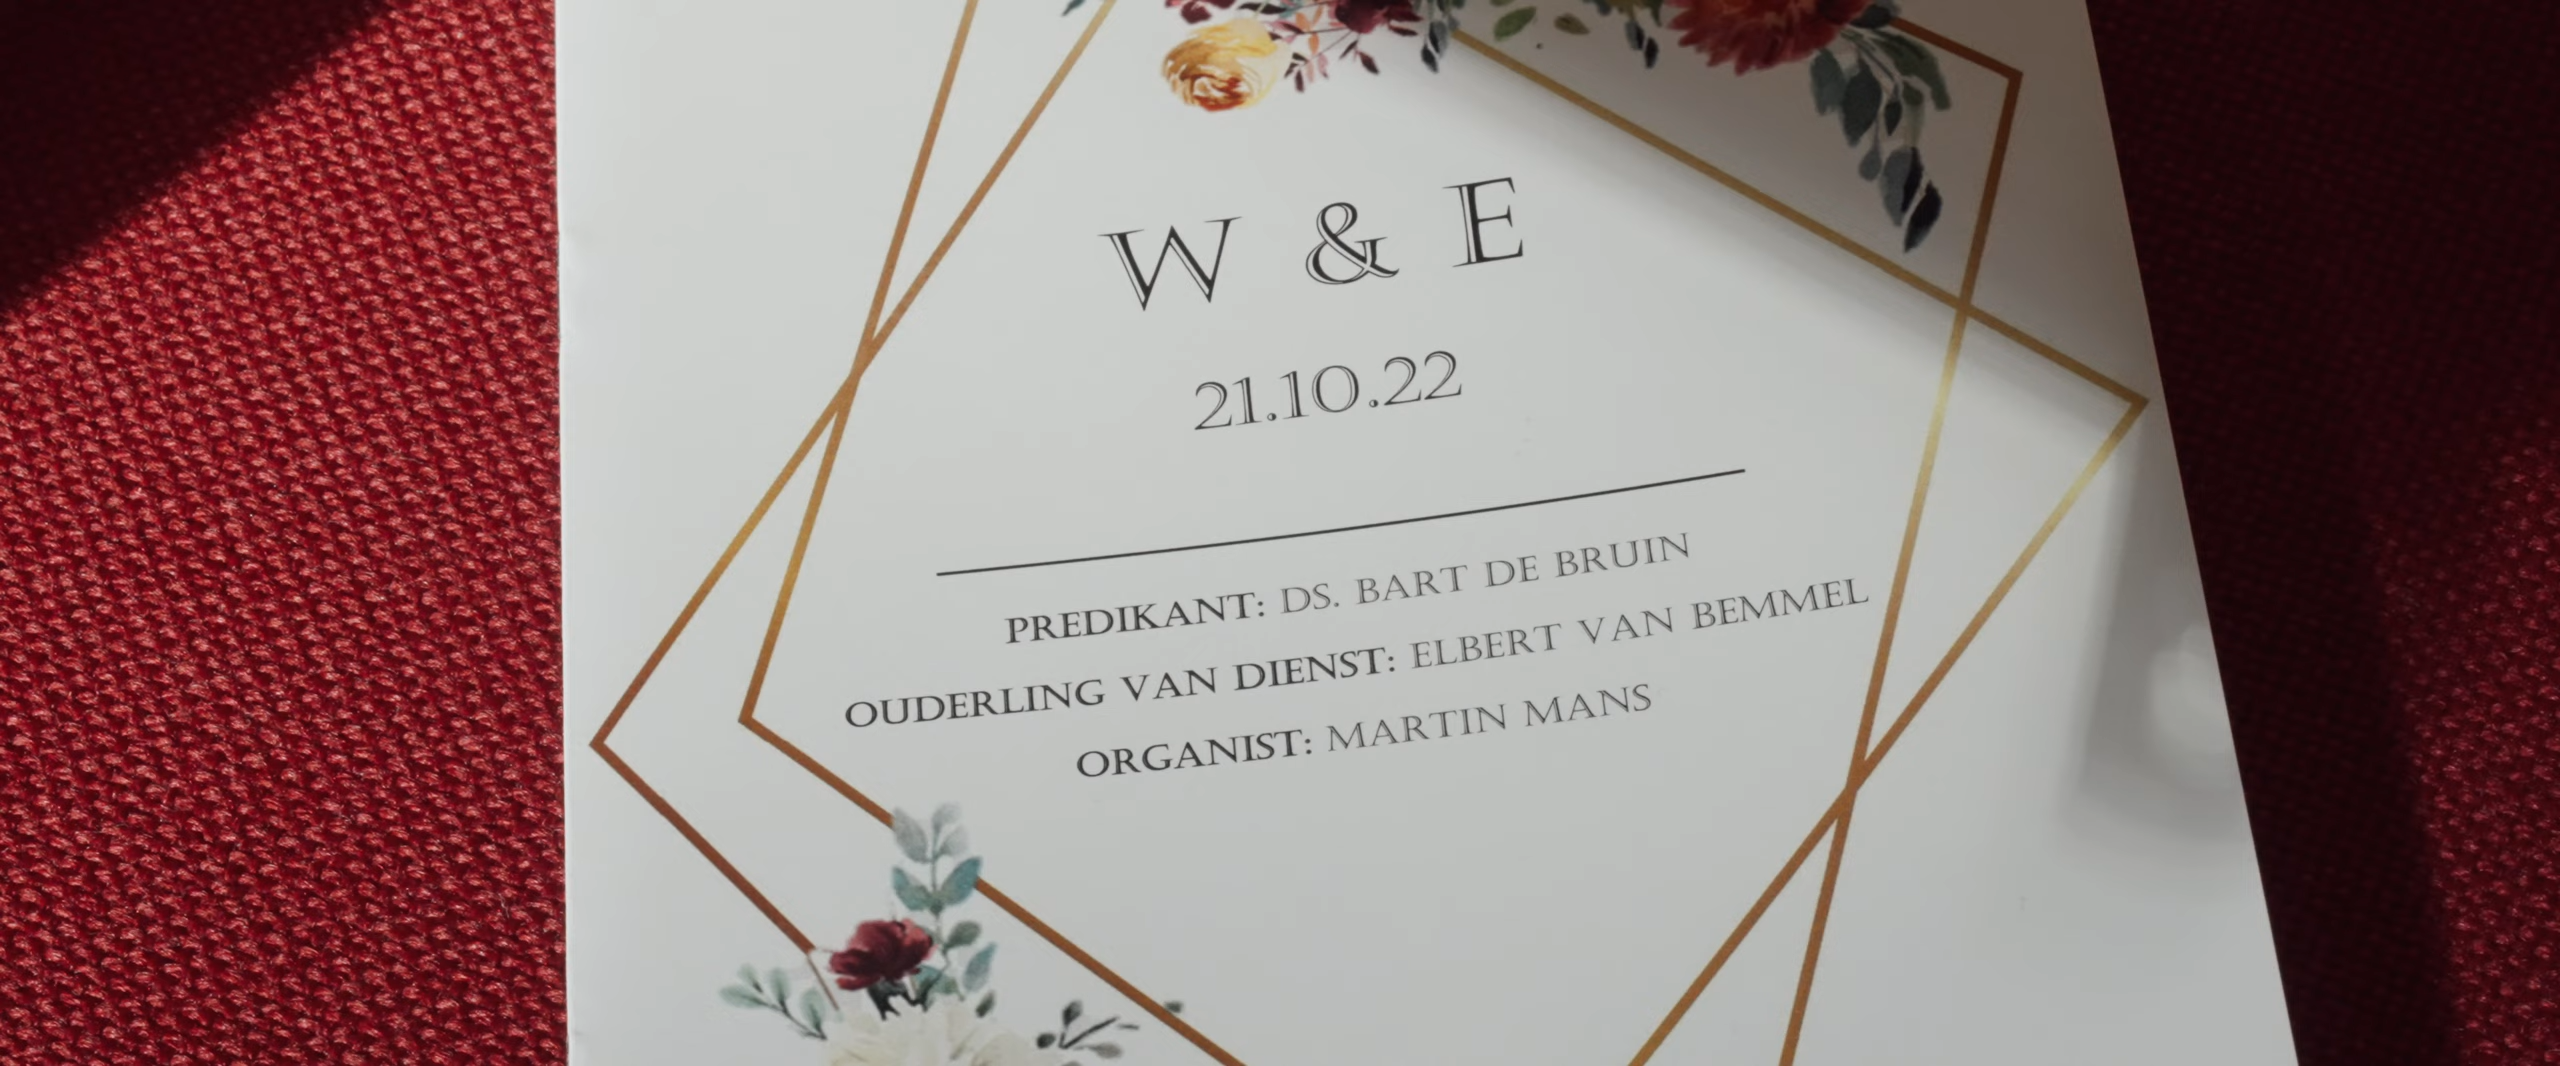 W & E
21.10.22
PREDIKANT: DS. BART DE BRUIN
OUDERLING VAN DIENST: ELBERT VAN BEMMEL
ORGANIST: MARTIN MANS